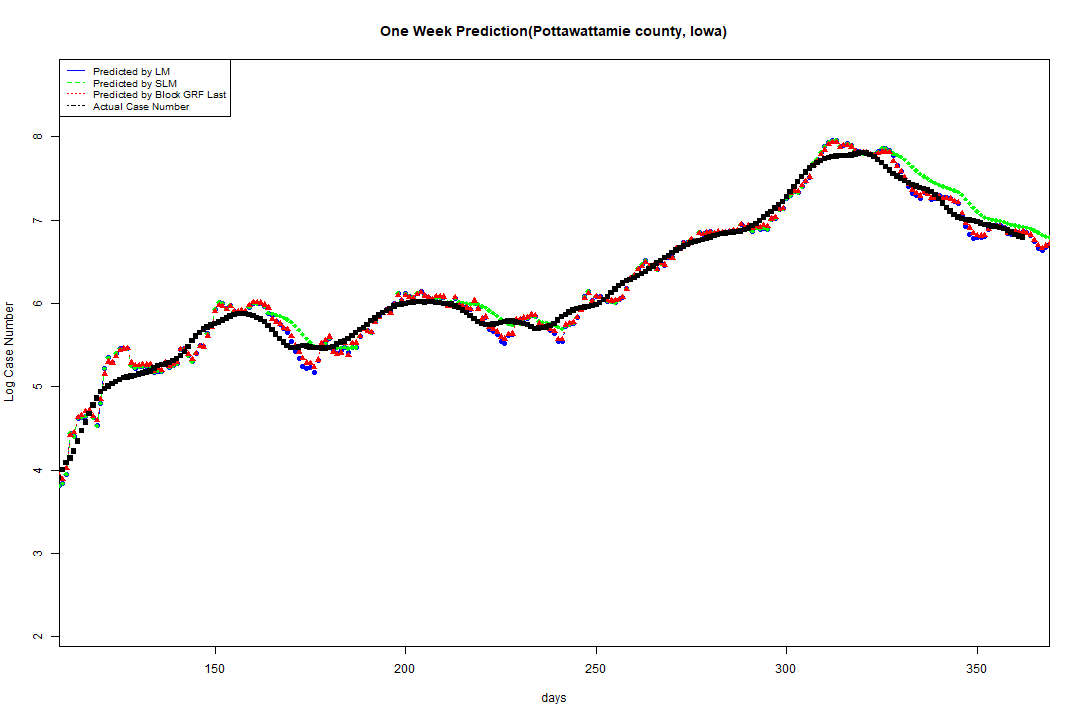 One Week Prediction(Pottawattamie county, Iowa)
Predicted by LM
Predicted by SLM
Predicted by Block GRF Last
Actual Case Number
8
7
6
5
4
3
2
Log Case Number
150 200 250 300 350
days